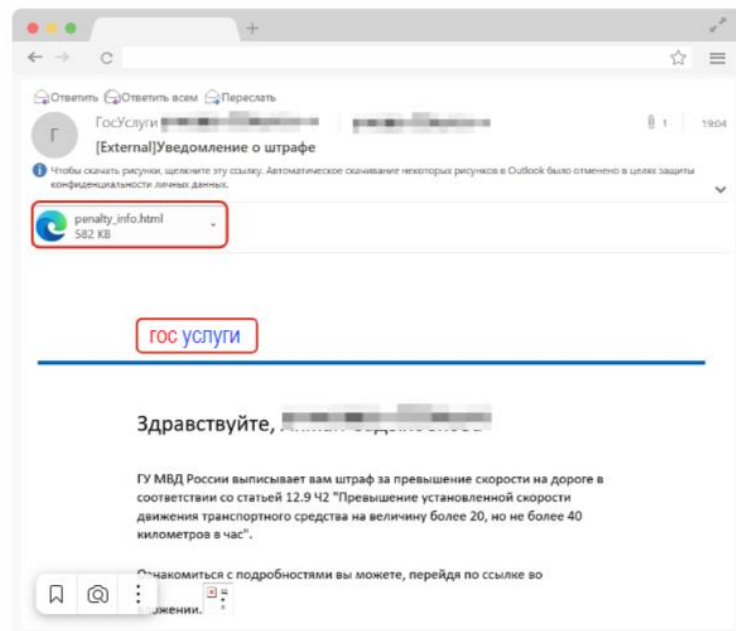 Ответить Ответить всем Переслать
Г
ГосУслуги
1 19:04
[External]Уведомление о штрафе
Чтобы скачать рисунки, щелкните эту ссылку. Автоматическое скачивание некоторых рисунков в Outlook было отменено в целях защиты
конфиденциальности личных данных.
penalty_info.html
582 KB
гос услуги
Здравствуйте,
ГУ МВД России выписывает вам штраф за превышение скорости на дороге в
соответствии со статьей 12.9 Ч2 "Превышение установленной скорости
движения транспортного средства на величину более 20, но не более 40
километров в час".
Ознакомиться с подробностями вы можете, перейдя по ссылке во
вложении.